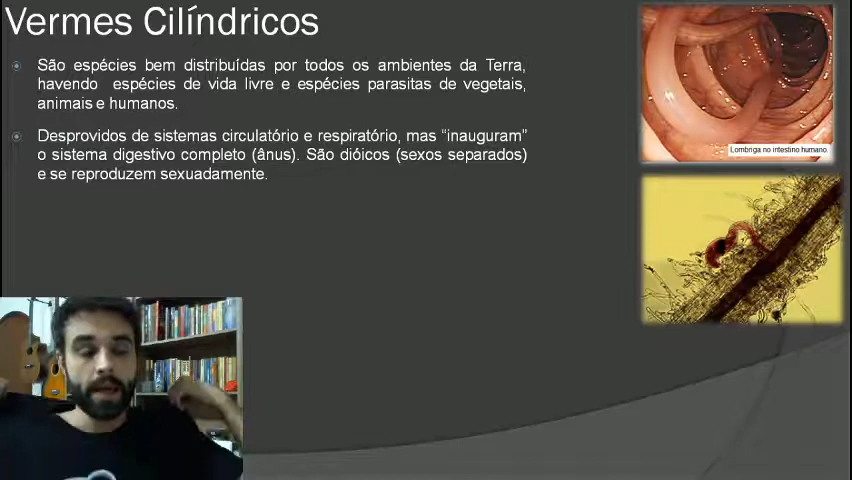 Vermes Cilíndricos
São espécies bem distribuídas por todos os ambientes da Terra,
havendo espécies de vida livre e espécies parasitas de vegetais,
animais e humanos.
Desprovidos de sistemas circulatório e respiratório, mas “inauguram”
o sistema digestivo completo (ânus). São dióicos (sexos separados)
e se reproduzem sexuadamente.
Lombriga no intestino humano.